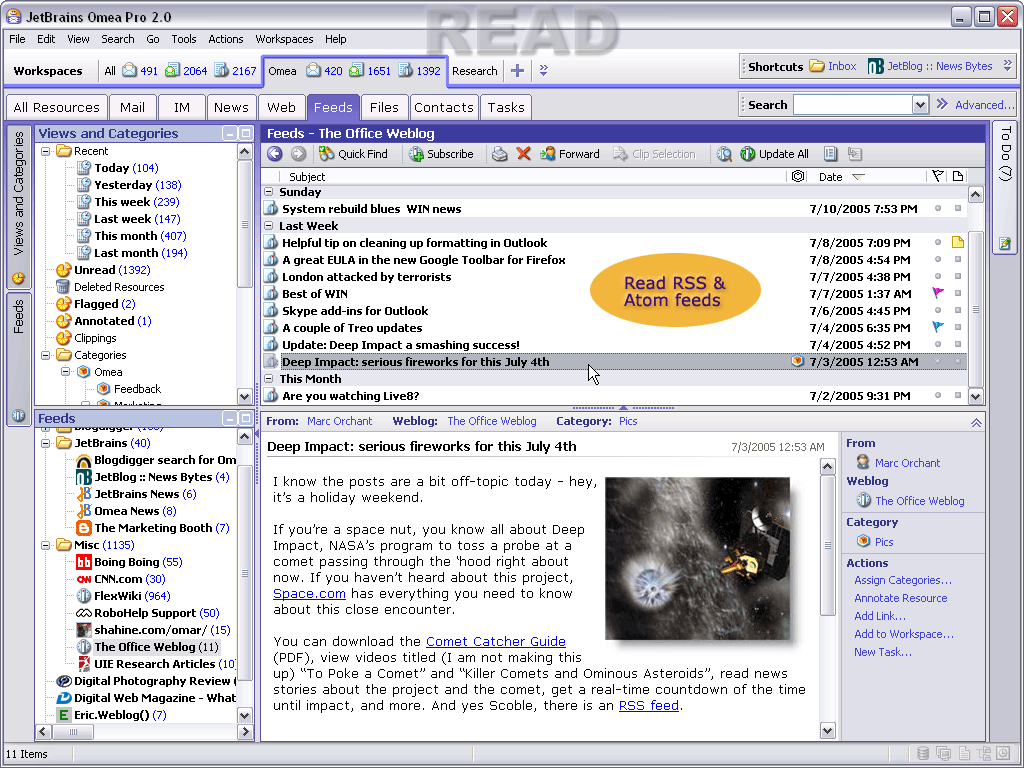 JetBrains Omea Pro 2.0
READ
File Edit View Search Go Tools Actions Workspaces Help
Workspaces All 491 2064 2167 Omea 420 1651 1392 Research
Shortcuts Inbox JetBlog :: News Bytes
All Resources Mail IM News Web Feeds Files Contacts Tasks
Search Advanced...
Views and Categories
Feeds
Views and Categories
Recent
Today (104)
Yesterday (138)
This week (239)
Last week (147)
This month (407)
Last month (194)
Unread (1392)
Deleted Resources
Flagged (2)
Annotated (1)
Clippings
Categories
Omea
Feedback
Marketing
Feeds
JetBrains (40)
Blogdigger search for Om
JetBlog :: News Bytes (4)
JetBrains News (6)
Omea News (8)
The Marketing Booth (7)
Misc (1135)
Boing Boing (55)
CNN.com (30)
FlexWiki (964)
RoboHelp Support (50)
shahine.com/omar/ (15)
The Office Weblog (11)
UIE Research Articles (10
Digital Photography Review (
Digital Web Magazine - What
Eric.Weblog() (7)
Feeds - The Office Weblog
Quick Find Subscribe Forward Clip Selection Update All
Subject Date
Sunday
System rebuild blues WIN news 7/10/2005 7:53 PM
Last Week
Helpful tip on cleaning up formatting in Outlook 7/8/2005 7:09 PM
A great EULA in the new Google Toolbar for Firefox 7/8/2005 4:54 PM
London attacked by terrorists 7/7/2005 4:38 PM
Best of WIN 7/7/2005 1:37 AM
Skype add-ins for Outlook 7/6/2005 4:45 PM
A couple of Treo updates 7/4/2005 6:35 PM
Update: Deep Impact a smashing success! 7/4/2005 4:52 PM
Deep Impact: serious fireworks for this July 4th 7/3/2005 12:53 AM
This Month
Are you watching Live8? 7/2/2005 9:31 PM
Read RSS &
Atom feeds
To Do (7)
From: Marc Orchant Weblog: The Office Weblog Category: Pics
Deep Impact: serious fireworks for this July 4th 7/3/2005 12:53 AM
I know the posts are a bit off-topic today – hey,
it’s a holiday weekend.
If you’re a space nut, you know all about Deep
Impact, NASA’s program to toss a probe at a
comet passing through the ‘hood right about
now. If you haven’t heard about this project,
Space.com has everything you need to know
about this close encounter.
You can download the Comet Catcher Guide
(PDF), view videos titled (I am not making this
up) “To Poke a Comet” and “Killer Comets and Ominous Asteroids”, read news
stories about the project and the comet, get a real-time countdown of the time
until impact, and more. And yes Scoble, there is an RSS feed.
From
Marc Orchant
Weblog
The Office Weblog
Category
Pics
Actions
Assign Categories...
Annotate Resource
Add Link...
Add to Workspace...
New Task...
11 Items